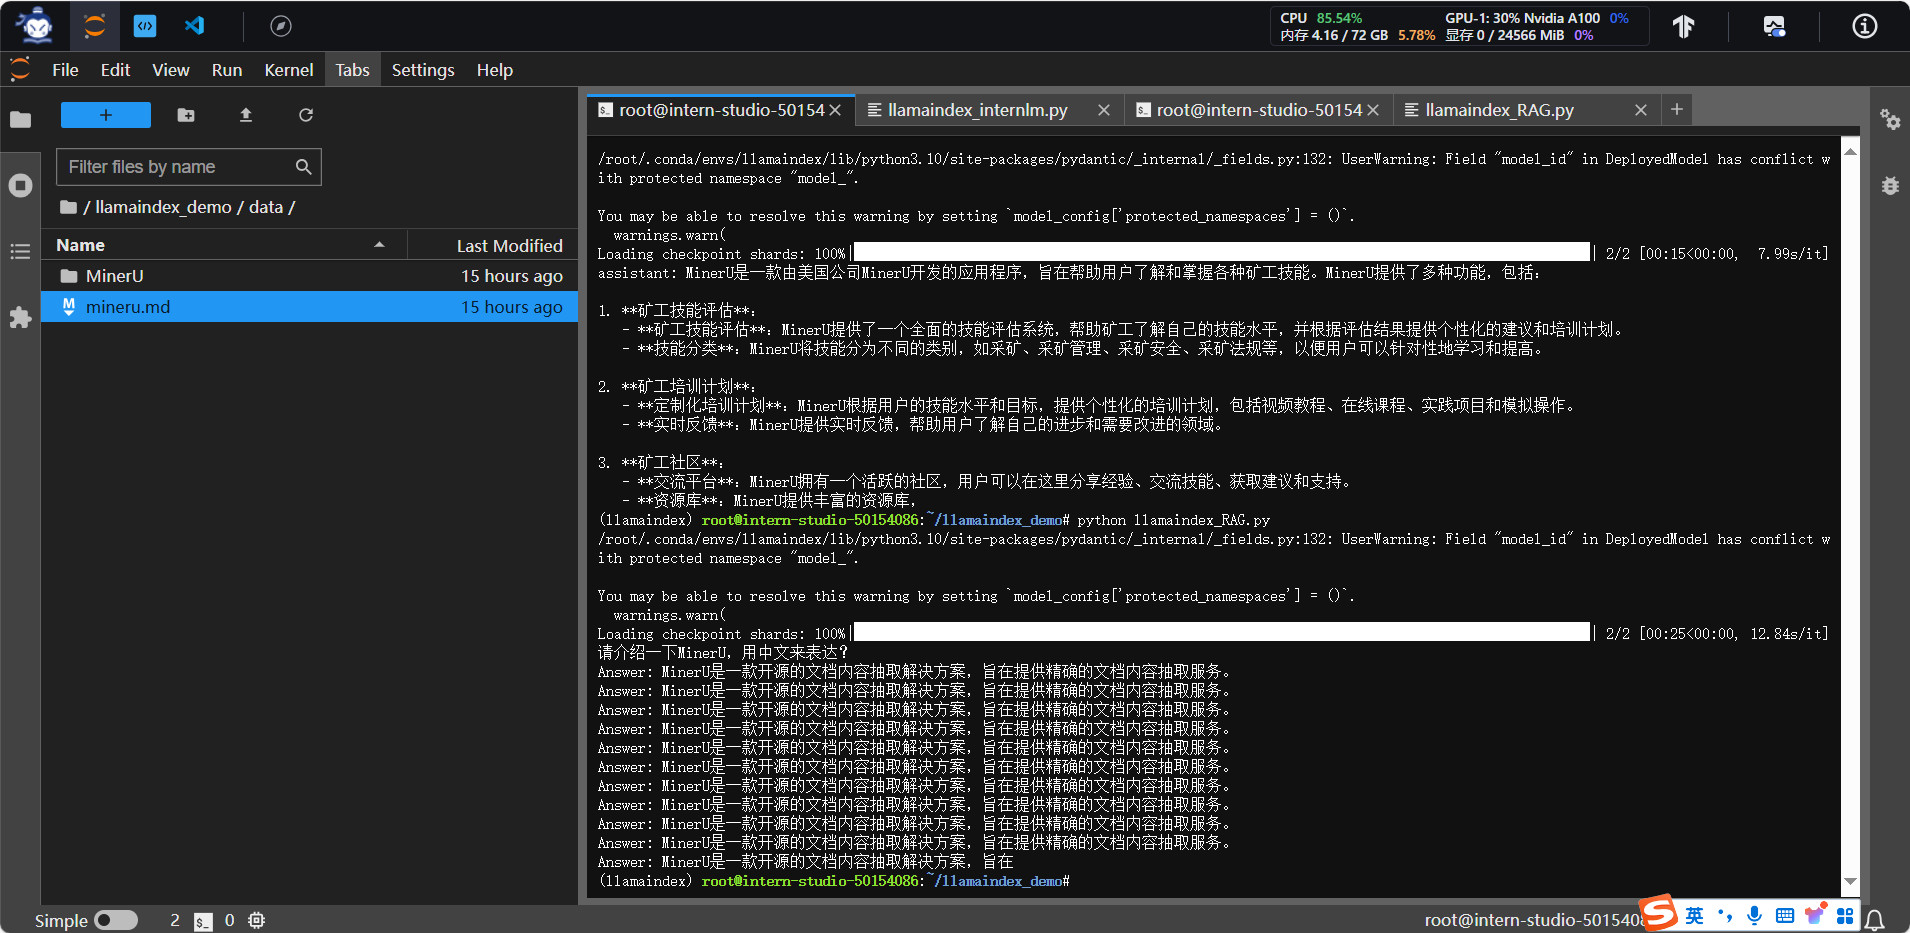 CPU 85.54% GPU-1: 30% Nvidia A100 0%
内存 4.16 / 72 GB 5.78% 显存 0 / 24566 MiB 0%
File Edit View Run Kernel Tabs Settings Help
+
root@intern-studio-50154 llamaindex_internlm.py root@intern-studio-50154 llamaindex_RAG.py +
Filter files by name
/ llamaindex_demo / data /
Name Last Modified
MinerU 15 hours ago
mineru.md 15 hours ago
/root/.conda/envs/llamaindex/lib/python3.10/site-packages/pydantic/_internal/_fields.py:132: UserWarning: Field "model_id" in DeployedModel has conflict w
ith protected namespace "model_".
You may be able to resolve this warning by setting `model_config['protected_namespaces'] = ()`.
warnings.warn(
Loading checkpoint shards: 100%| | 2/2 [00:15<00:00, 7.99s/it]
assistant: MinerU是一款由美国公司MinerU开发的应用程序，旨在帮助用户了解和掌握各种矿工技能。MinerU提供了多种功能，包括：
1. **矿工技能评估**：
- **矿工技能评估**：MinerU提供了一个全面的技能评估系统，帮助矿工了解自己的技能水平，并根据评估结果提供个性化的建议和培训计划。
- **技能分类**：MinerU将技能分为不同的类别，如采矿、采矿管理、采矿安全、采矿法规等，以便用户可以针对性地学习和提高。
2. **矿工培训计划**：
- **定制化培训计划**：MinerU根据用户的技能水平和目标，提供个性化的培训计划，包括视频教程、在线课程、实践项目和模拟操作。
- **实时反馈**：MinerU提供实时反馈，帮助用户了解自己的进步和需要改进的领域。
3. **矿工社区**：
- **交流平台**：MinerU拥有一个活跃的社区，用户可以在这里分享经验、交流技能、获取建议和支持。
- **资源库**：MinerU提供丰富的资源库，
(llamaindex) root@intern-studio-50154086:~/llamaindex_demo# python llamaindex_RAG.py
/root/.conda/envs/llamaindex/lib/python3.10/site-packages/pydantic/_internal/_fields.py:132: UserWarning: Field "model_id" in DeployedModel has conflict w
ith protected namespace "model_".
You may be able to resolve this warning by setting `model_config['protected_namespaces'] = ()`.
warnings.warn(
Loading checkpoint shards: 100%| | 2/2 [00:25<00:00, 12.84s/it]
请介绍一下MinerU，用中文来表达？
Answer: MinerU是一款开源的文档内容抽取解决方案，旨在提供精确的文档内容抽取服务。
Answer: MinerU是一款开源的文档内容抽取解决方案，旨在提供精确的文档内容抽取服务。
Answer: MinerU是一款开源的文档内容抽取解决方案，旨在提供精确的文档内容抽取服务。
Answer: MinerU是一款开源的文档内容抽取解决方案，旨在提供精确的文档内容抽取服务。
Answer: MinerU是一款开源的文档内容抽取解决方案，旨在提供精确的文档内容抽取服务。
Answer: MinerU是一款开源的文档内容抽取解决方案，旨在提供精确的文档内容抽取服务。
Answer: MinerU是一款开源的文档内容抽取解决方案，旨在提供精确的文档内容抽取服务。
Answer: MinerU是一款开源的文档内容抽取解决方案，旨在提供精确的文档内容抽取服务。
Answer: MinerU是一款开源的文档内容抽取解决方案，旨在提供精确的文档内容抽取服务。
Answer: MinerU是一款开源的文档内容抽取解决方案，旨在提供精确的文档内容抽取服务。
Answer: MinerU是一款开源的文档内容抽取解决方案，旨在
(llamaindex) root@intern-studio-50154086:~/llamaindex_demo#
Simple 2 0 root@intern-studio-5015408 英